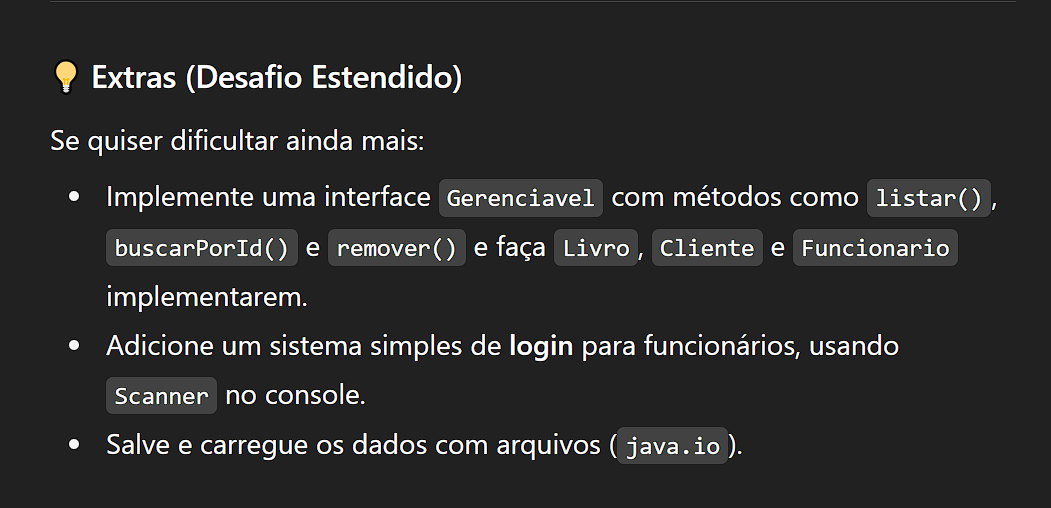 💡 Extras (Desafio Estendido)
Se quiser dificultar ainda mais:
• Implemente uma interface Gerenciavel com métodos como listar(),
buscarPorId() e remover() e faça Livro, Cliente e Funcionario
implementarem.
• Adicione um sistema simples de login para funcionários, usando
Scanner no console.
• Salve e carregue os dados com arquivos (java.io).